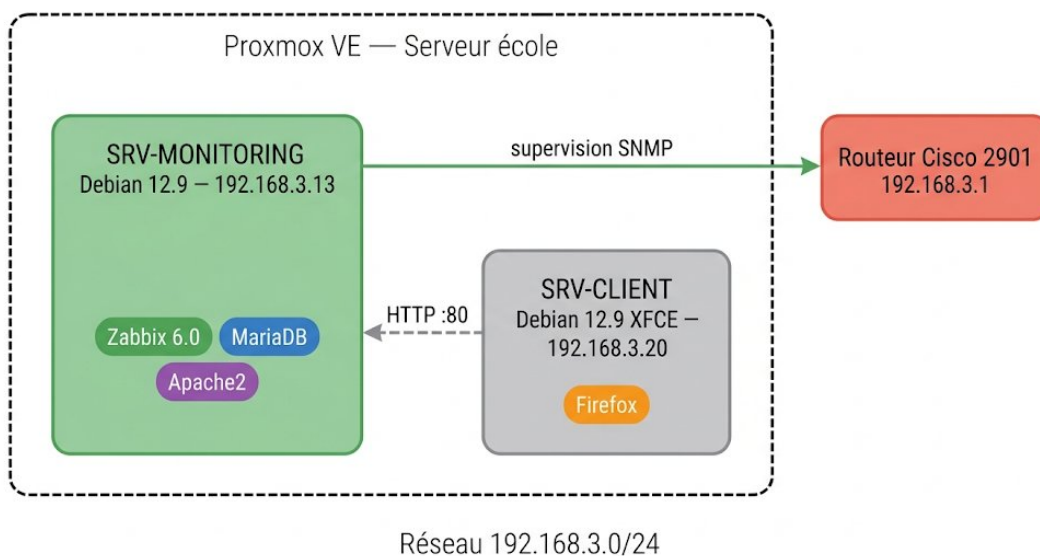 Proxmox VE — Serveur école
SRV-MONITORING
Debian 12.9 – 192.168.3.13
Zabbix 6.0
MariaDB
Apache2
supervision SNMP
Routeur Cisco 2901
192.168.3.1
HTTP :80
SRV-CLIENT
Debian 12.9 XFCE –
192.168.3.20
Firefox
Réseau 192.168.3.0/24